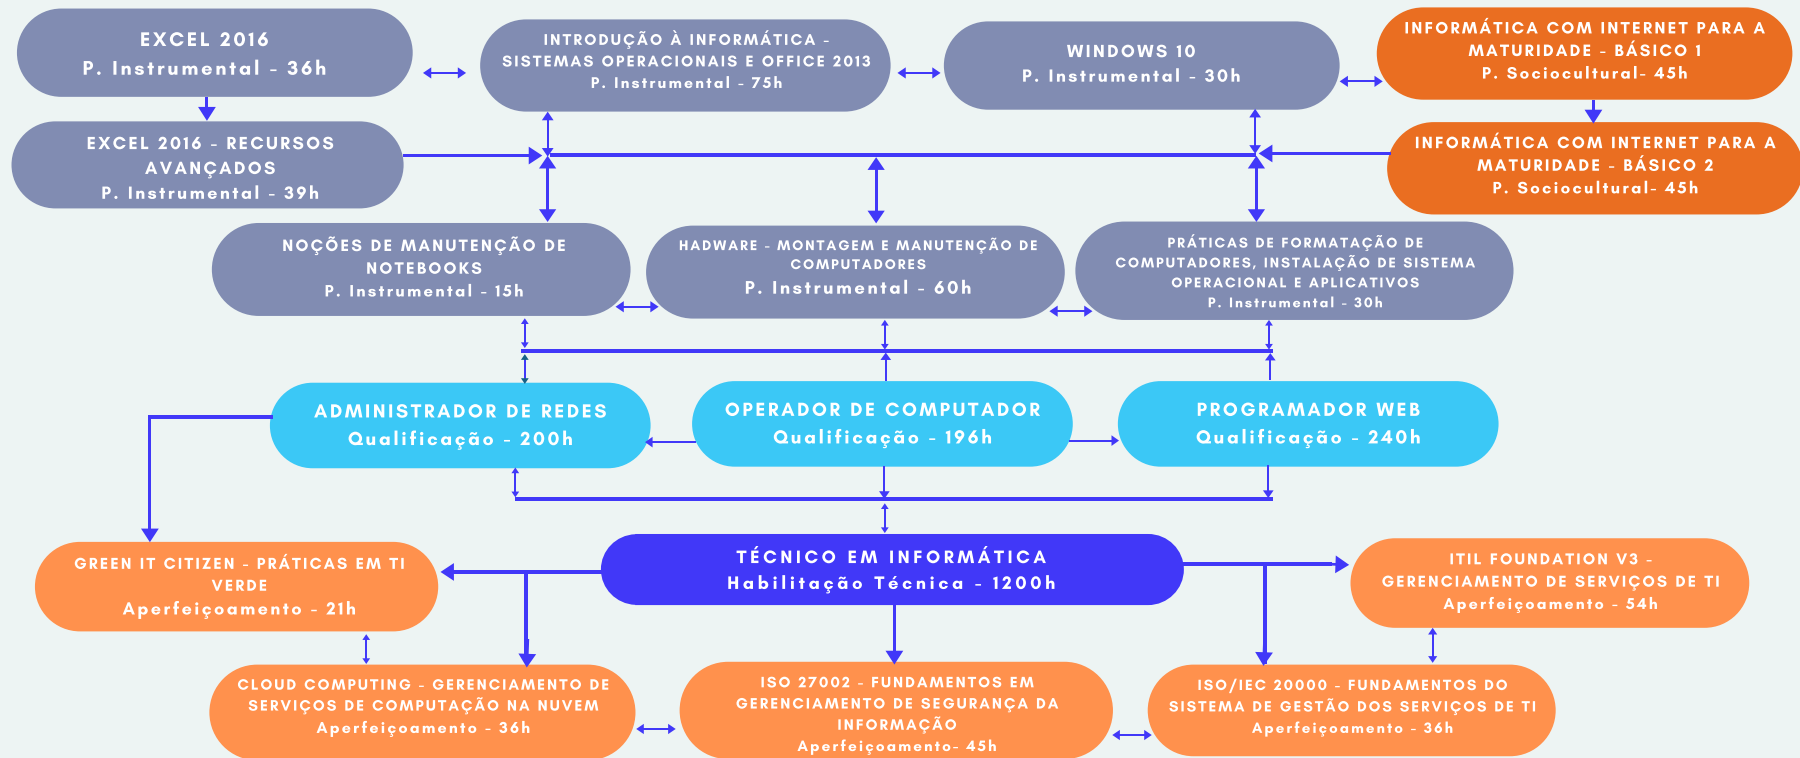 EXCEL 2016
P. Instrumental - 36h
INTRODUÇÃO À INFORMÁTICA -
SISTEMAS OPERACIONAIS E OFFICE 2013
P. Instrumental - 75h
WINDOWS 10
P. Instrumental - 30h
INFORMÁTICA COM INTERNET PARA A
MATURIDADE - BÁSICO 1
P. Sociocultural- 45h
EXCEL 2016 - RECURSOS
AVANÇADOS
P. Instrumental - 39h
INFORMÁTICA COM INTERNET PARA A
MATURIDADE - BÁSICO 2
P. Sociocultural- 45h
NOÇÕES DE MANUTENÇÃO DE
NOTEBOOKS
P. Instrumental - 15h
HADWARE - MONTAGEM E MANUTENÇÃO DE
COMPUTADORES
P. Instrumental - 60h
PRÁTICAS DE FORMATAÇÃO DE
COMPUTADORES, INSTALAÇÃO DE SISTEMA
OPERACIONAL E APLICATIVOS
P. Instrumental - 30h
ADMINISTRADOR DE REDES
Qualificação - 200h
OPERADOR DE COMPUTADOR
Qualificação - 196h
PROGRAMADOR WEB
Qualificação - 240h
GREEN IT CITIZEN - PRÁTICAS EM TI
VERDE
Aperfeiçoamento - 21h
TÉCNICO EM INFORMÁTICA
Habilitação Técnica - 1200h
ITIL FOUNDATION V3 -
GERENCIAMENTO DE SERVIÇOS DE TI
Aperfeiçoamento - 54h
CLOUD COMPUTING - GERENCIAMENTO DE
SERVIÇOS DE COMPUTAÇÃO NA NUVEM
Aperfeiçoamento - 36h
ISO 27002 - FUNDAMENTOS EM
GERENCIAMENTO DE SEGURANÇA DA
INFORMAÇÃO
Aperfeiçoamento- 45h
ISO/IEC 20000 - FUNDAMENTOS DO
SISTEMA DE GESTÃO DOS SERVIÇOS DE TI
Aperfeiçoamento - 36h